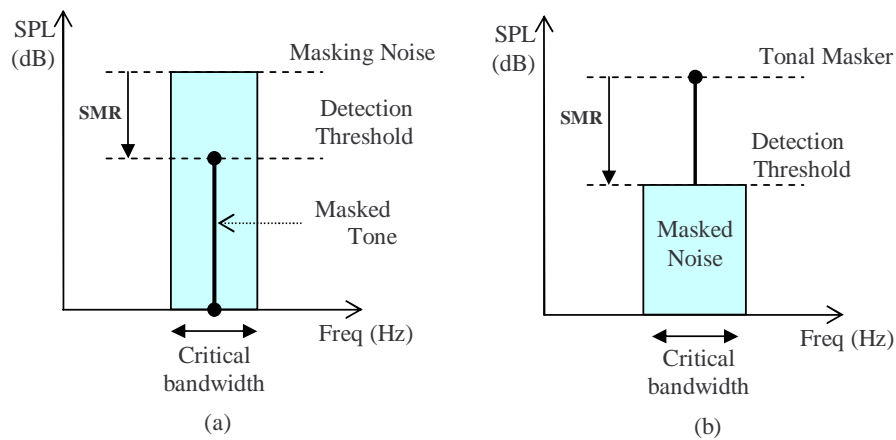 SPL
(dB)
Masking Noise
SMR
Detection
Threshold
Masked
Tone
Freq (Hz)
Critical
bandwidth
(a)
SPL
(dB)
Tonal Masker
SMR
Detection
Threshold
Masked
Noise
Freq (Hz)
Critical
bandwidth
(b)